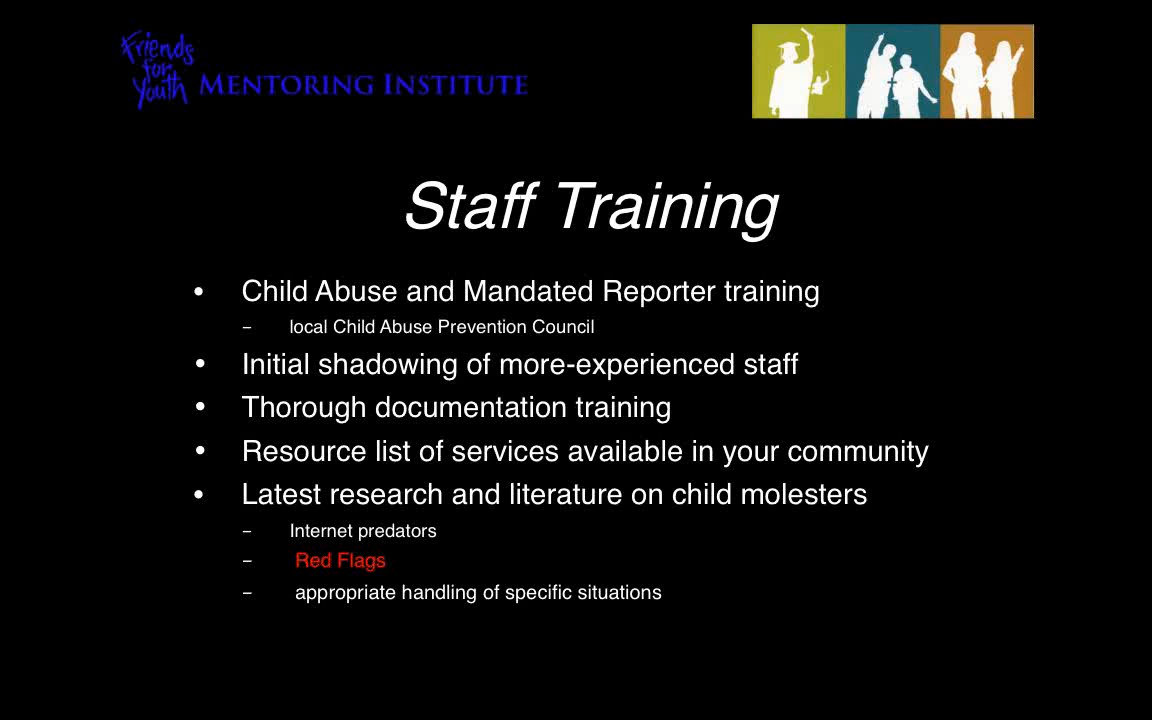 Friends
for
Youth MENTORING INSTITUTE
Staff Training
• Child Abuse and Mandated Reporter training
– local Child Abuse Prevention Council
• Initial shadowing of more-experienced staff
• Thorough documentation training
• Resource list of services available in your community
• Latest research and literature on child molesters
– Internet predators
– Red Flags
– appropriate handling of specific situations